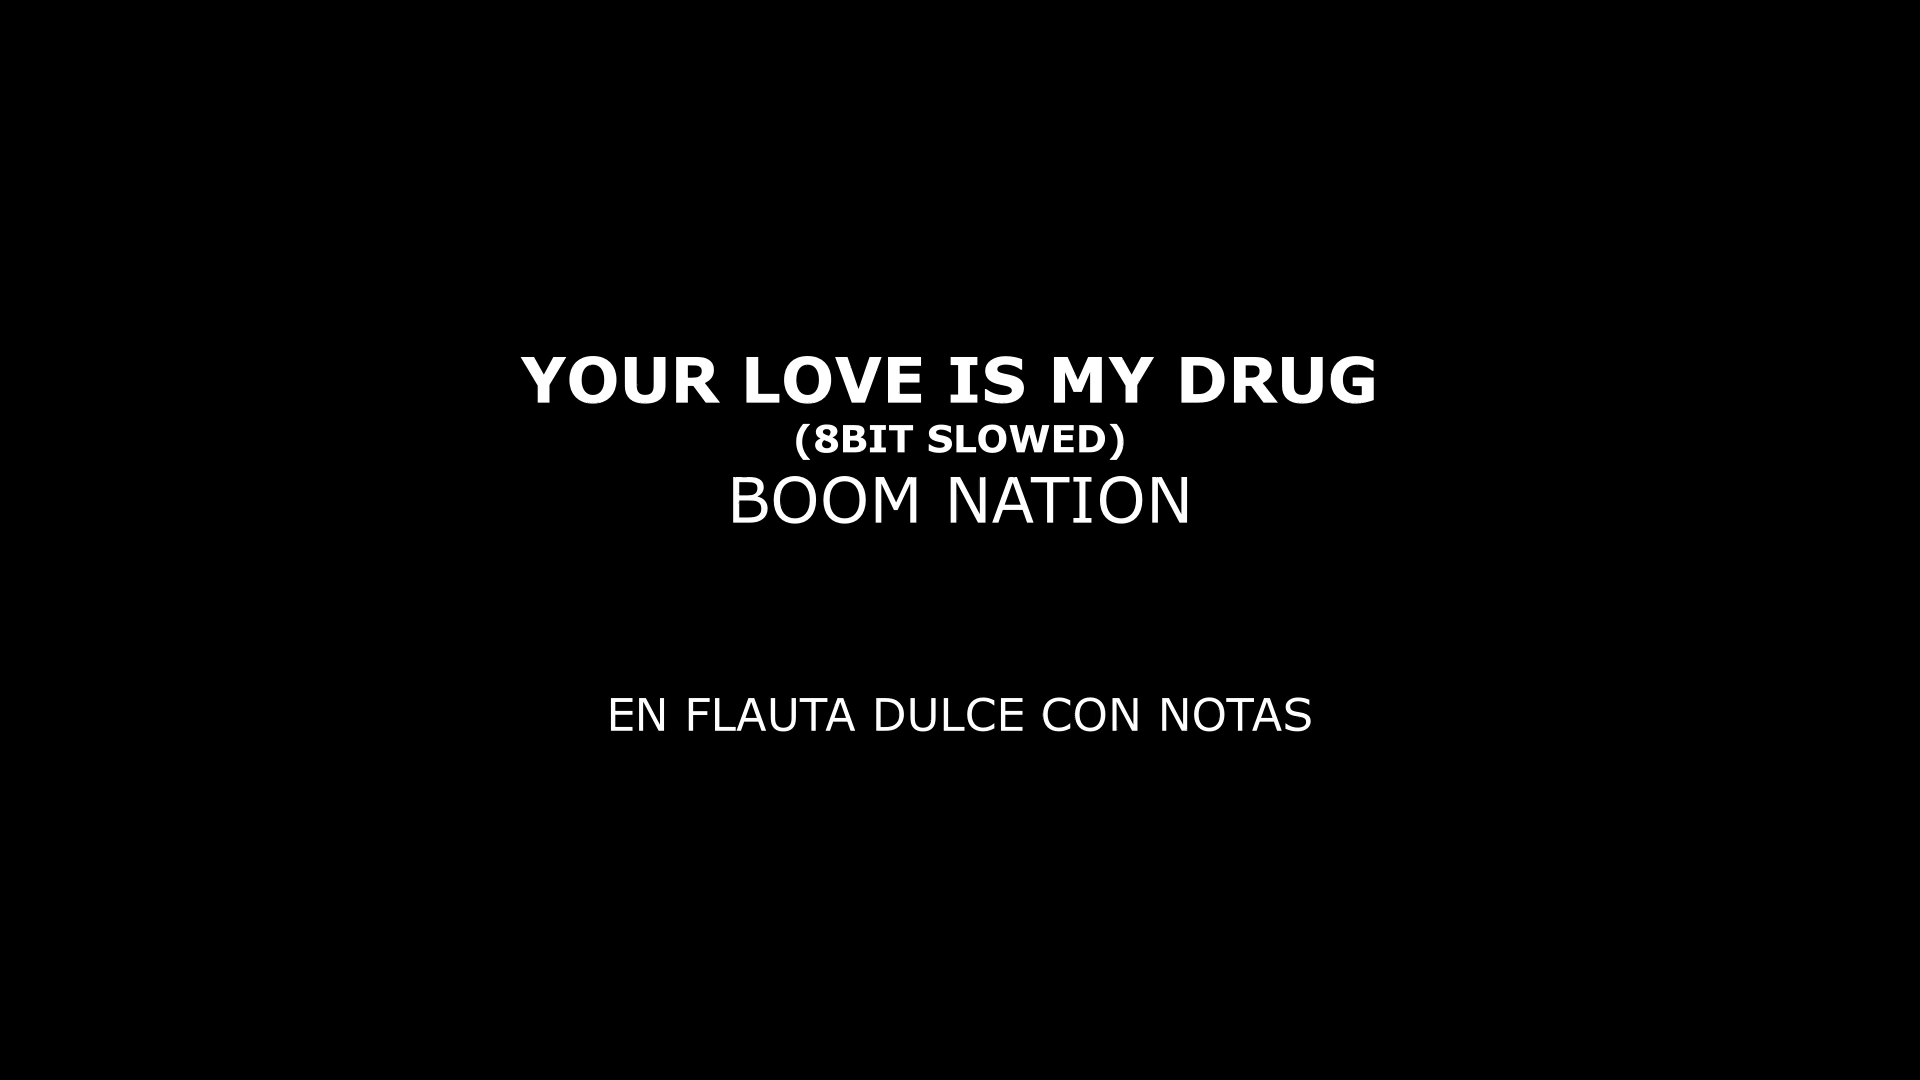 YOUR LOVE IS MY DRUG
(8BIT SLOWED)
BOOM NATION
EN FLAUTA DULCE CON NOTAS